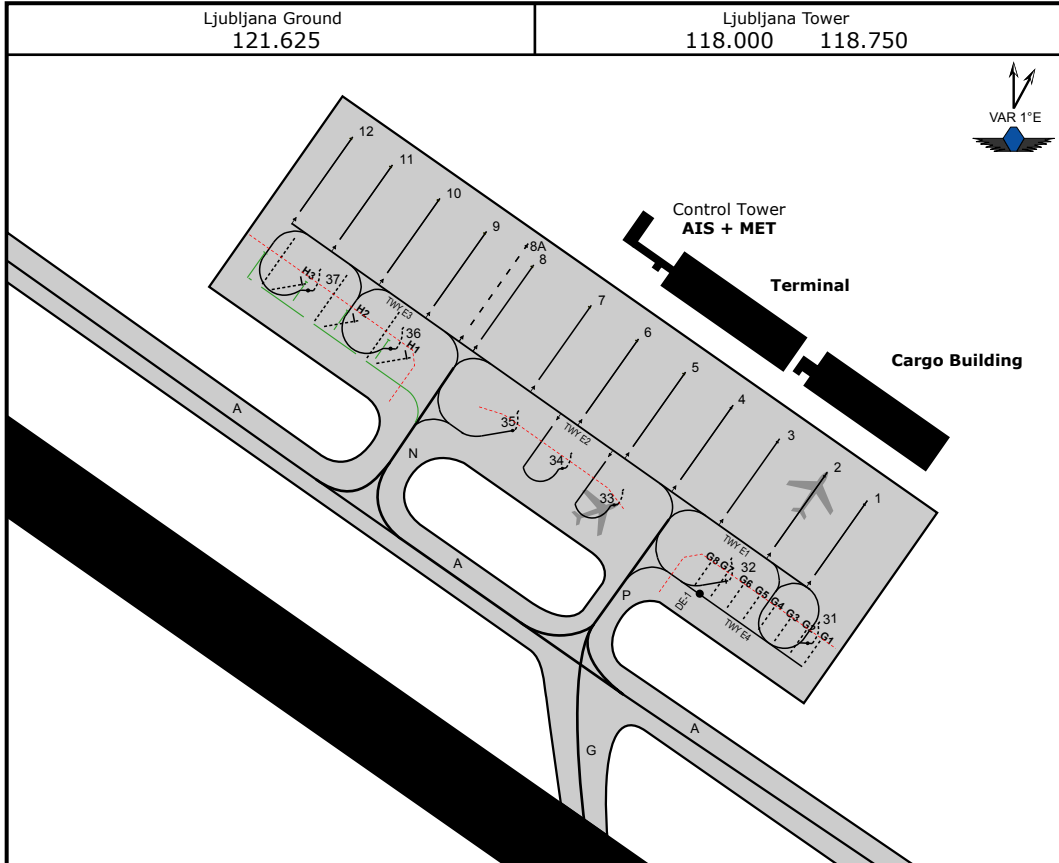 Ljubljana Ground
121.625
Ljubljana Tower
118.000 118.750
VAR 1°E
12
11
10
9
8A
8
7
6
5
4
3
2
1
Control Tower
AIS + MET
Terminal
Cargo Building
H3
37
TWY E3
H2
36
H1
A
N
35
TWY E2
34
33
A
P
TWY E1
G8
G7
32
G6
G5
G4
G3
G2
G1
31
DE-1
TWY E4
A
G